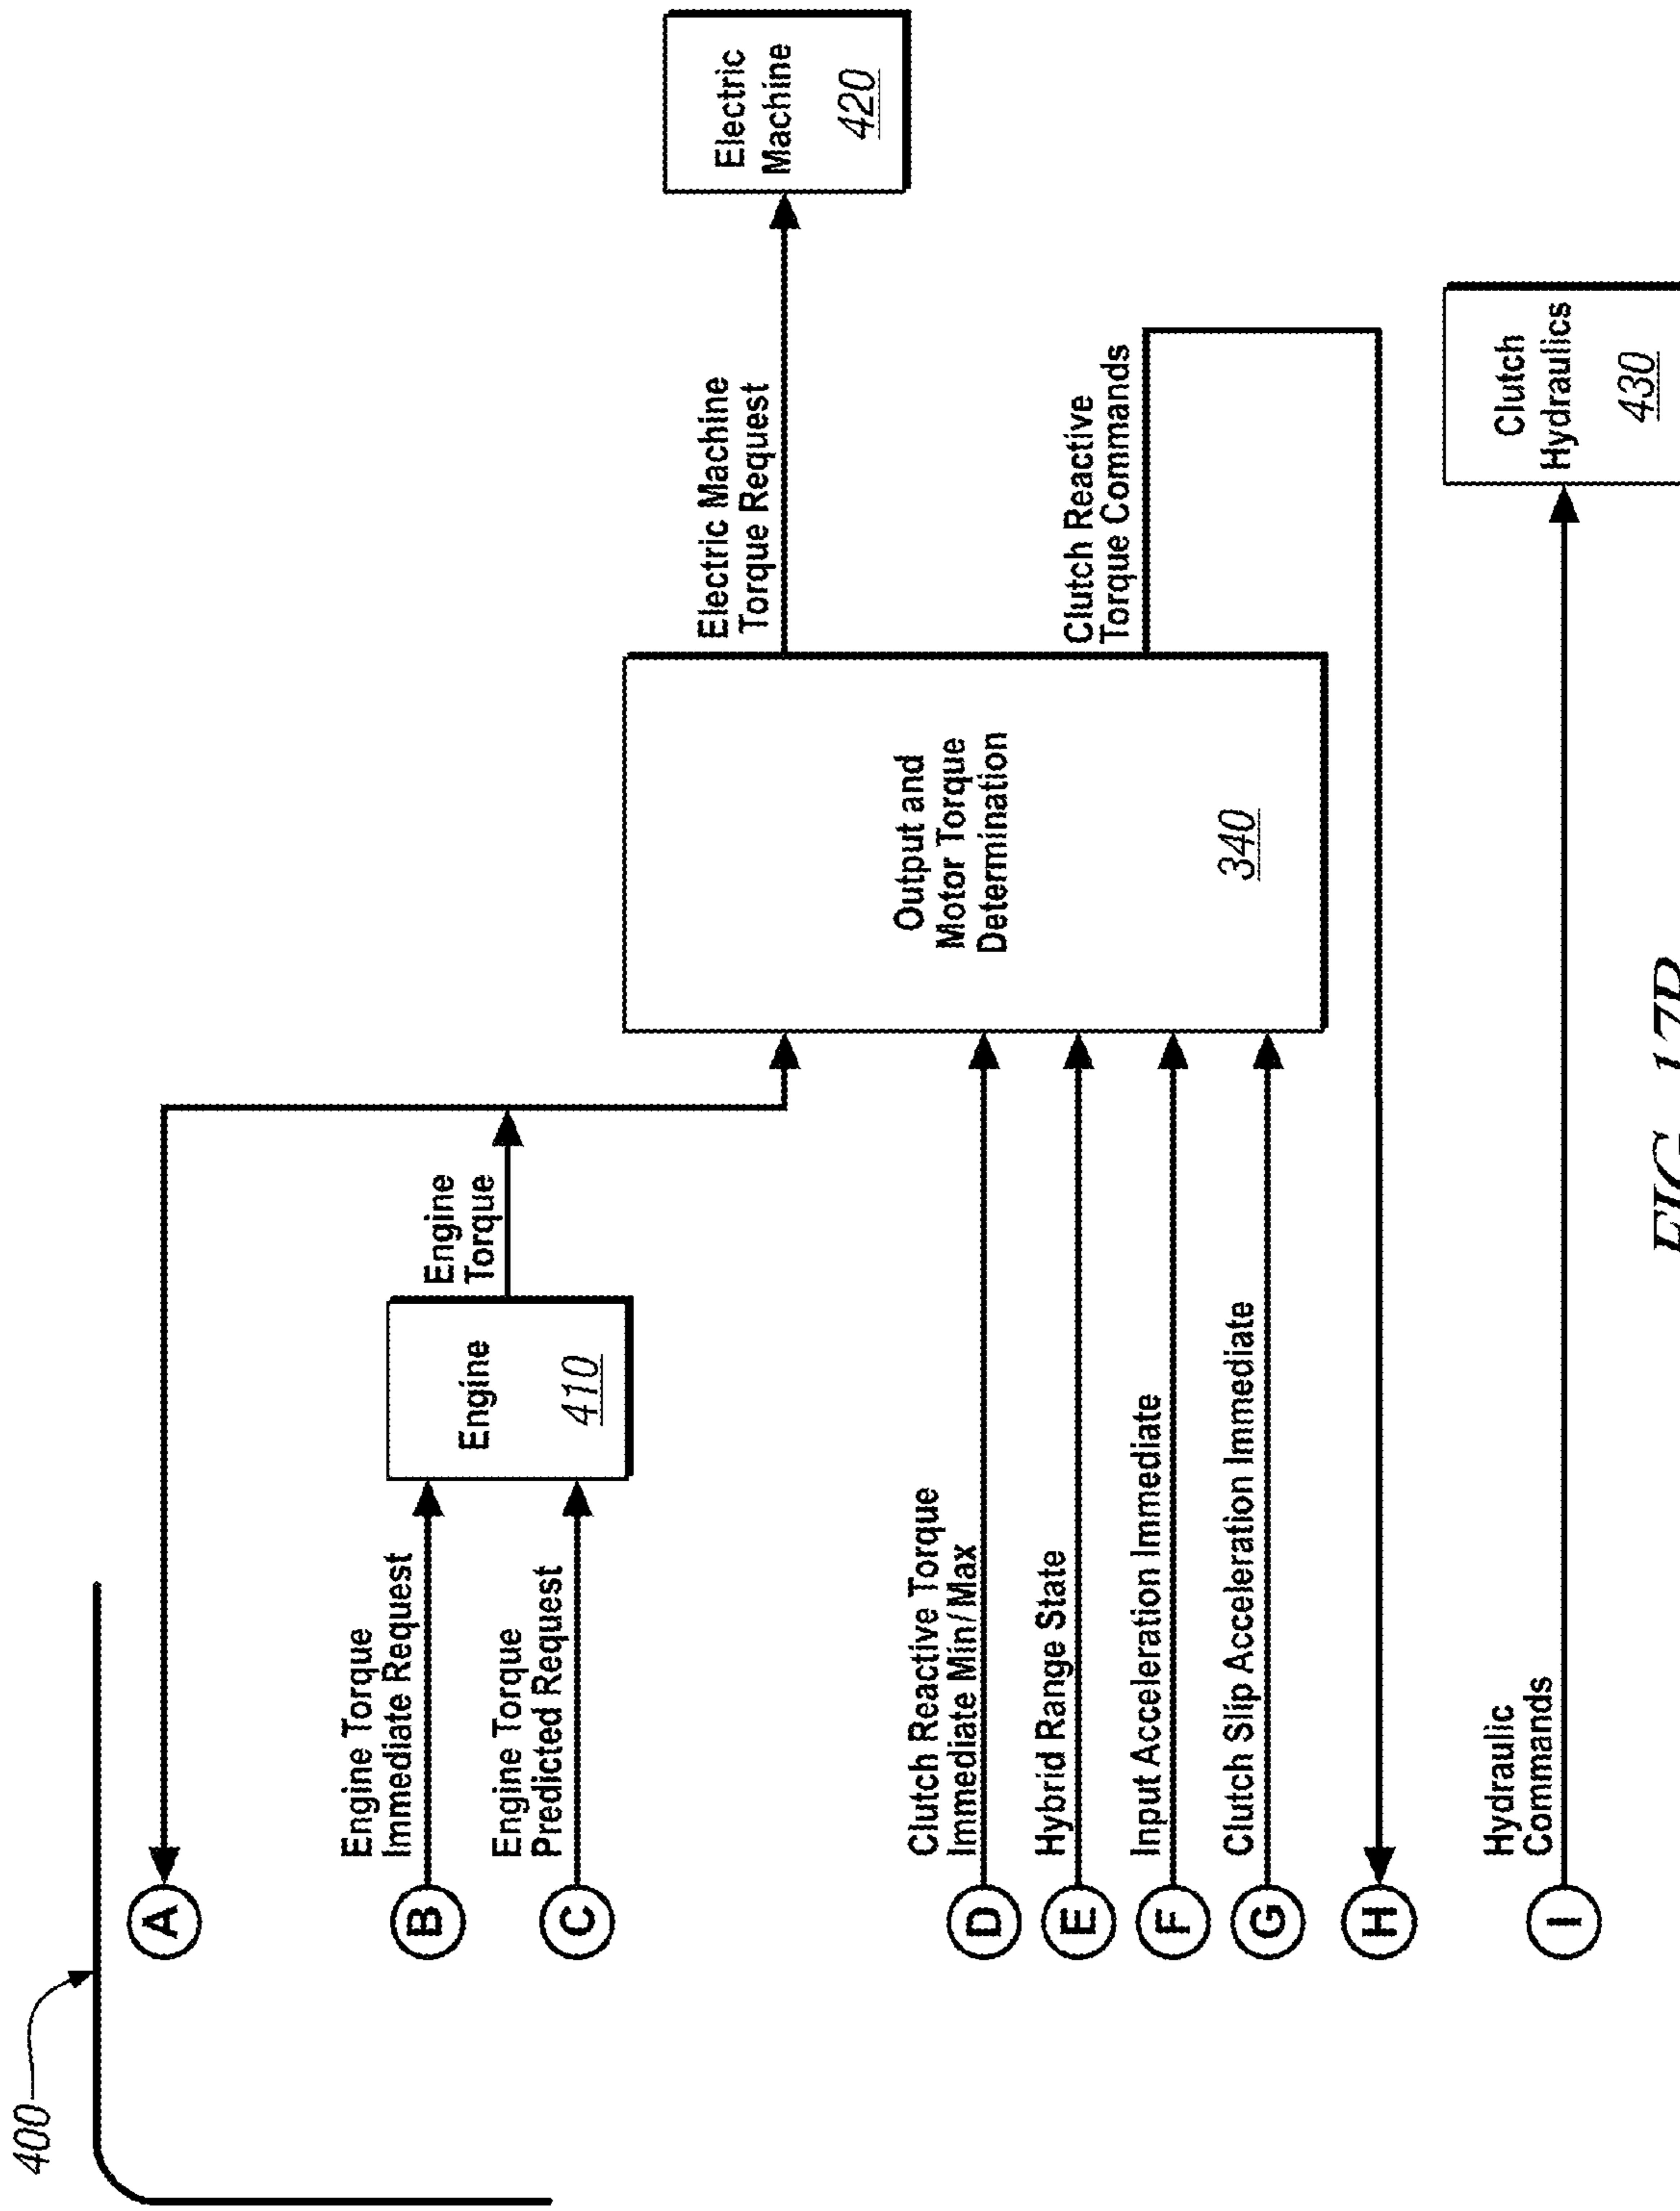 400
A
Engine Torque
Immediate Request
B
Engine Torque
Predicted Request
C
Engine
410
Engine
Torque
Clutch Reactive Torque
Immediate Min/Max
D
Hybrid Range State
E
Input Acceleration Immediate
F
Clutch Slip Acceleration Immediate
G
H
Output and
Motor Torque
Determination
340
Electric Machine
Torque Request
Electric
Machine
420
Clutch Reactive
Torque Commands
Hydraulic
Commands
I
Clutch
Hydraulics
430